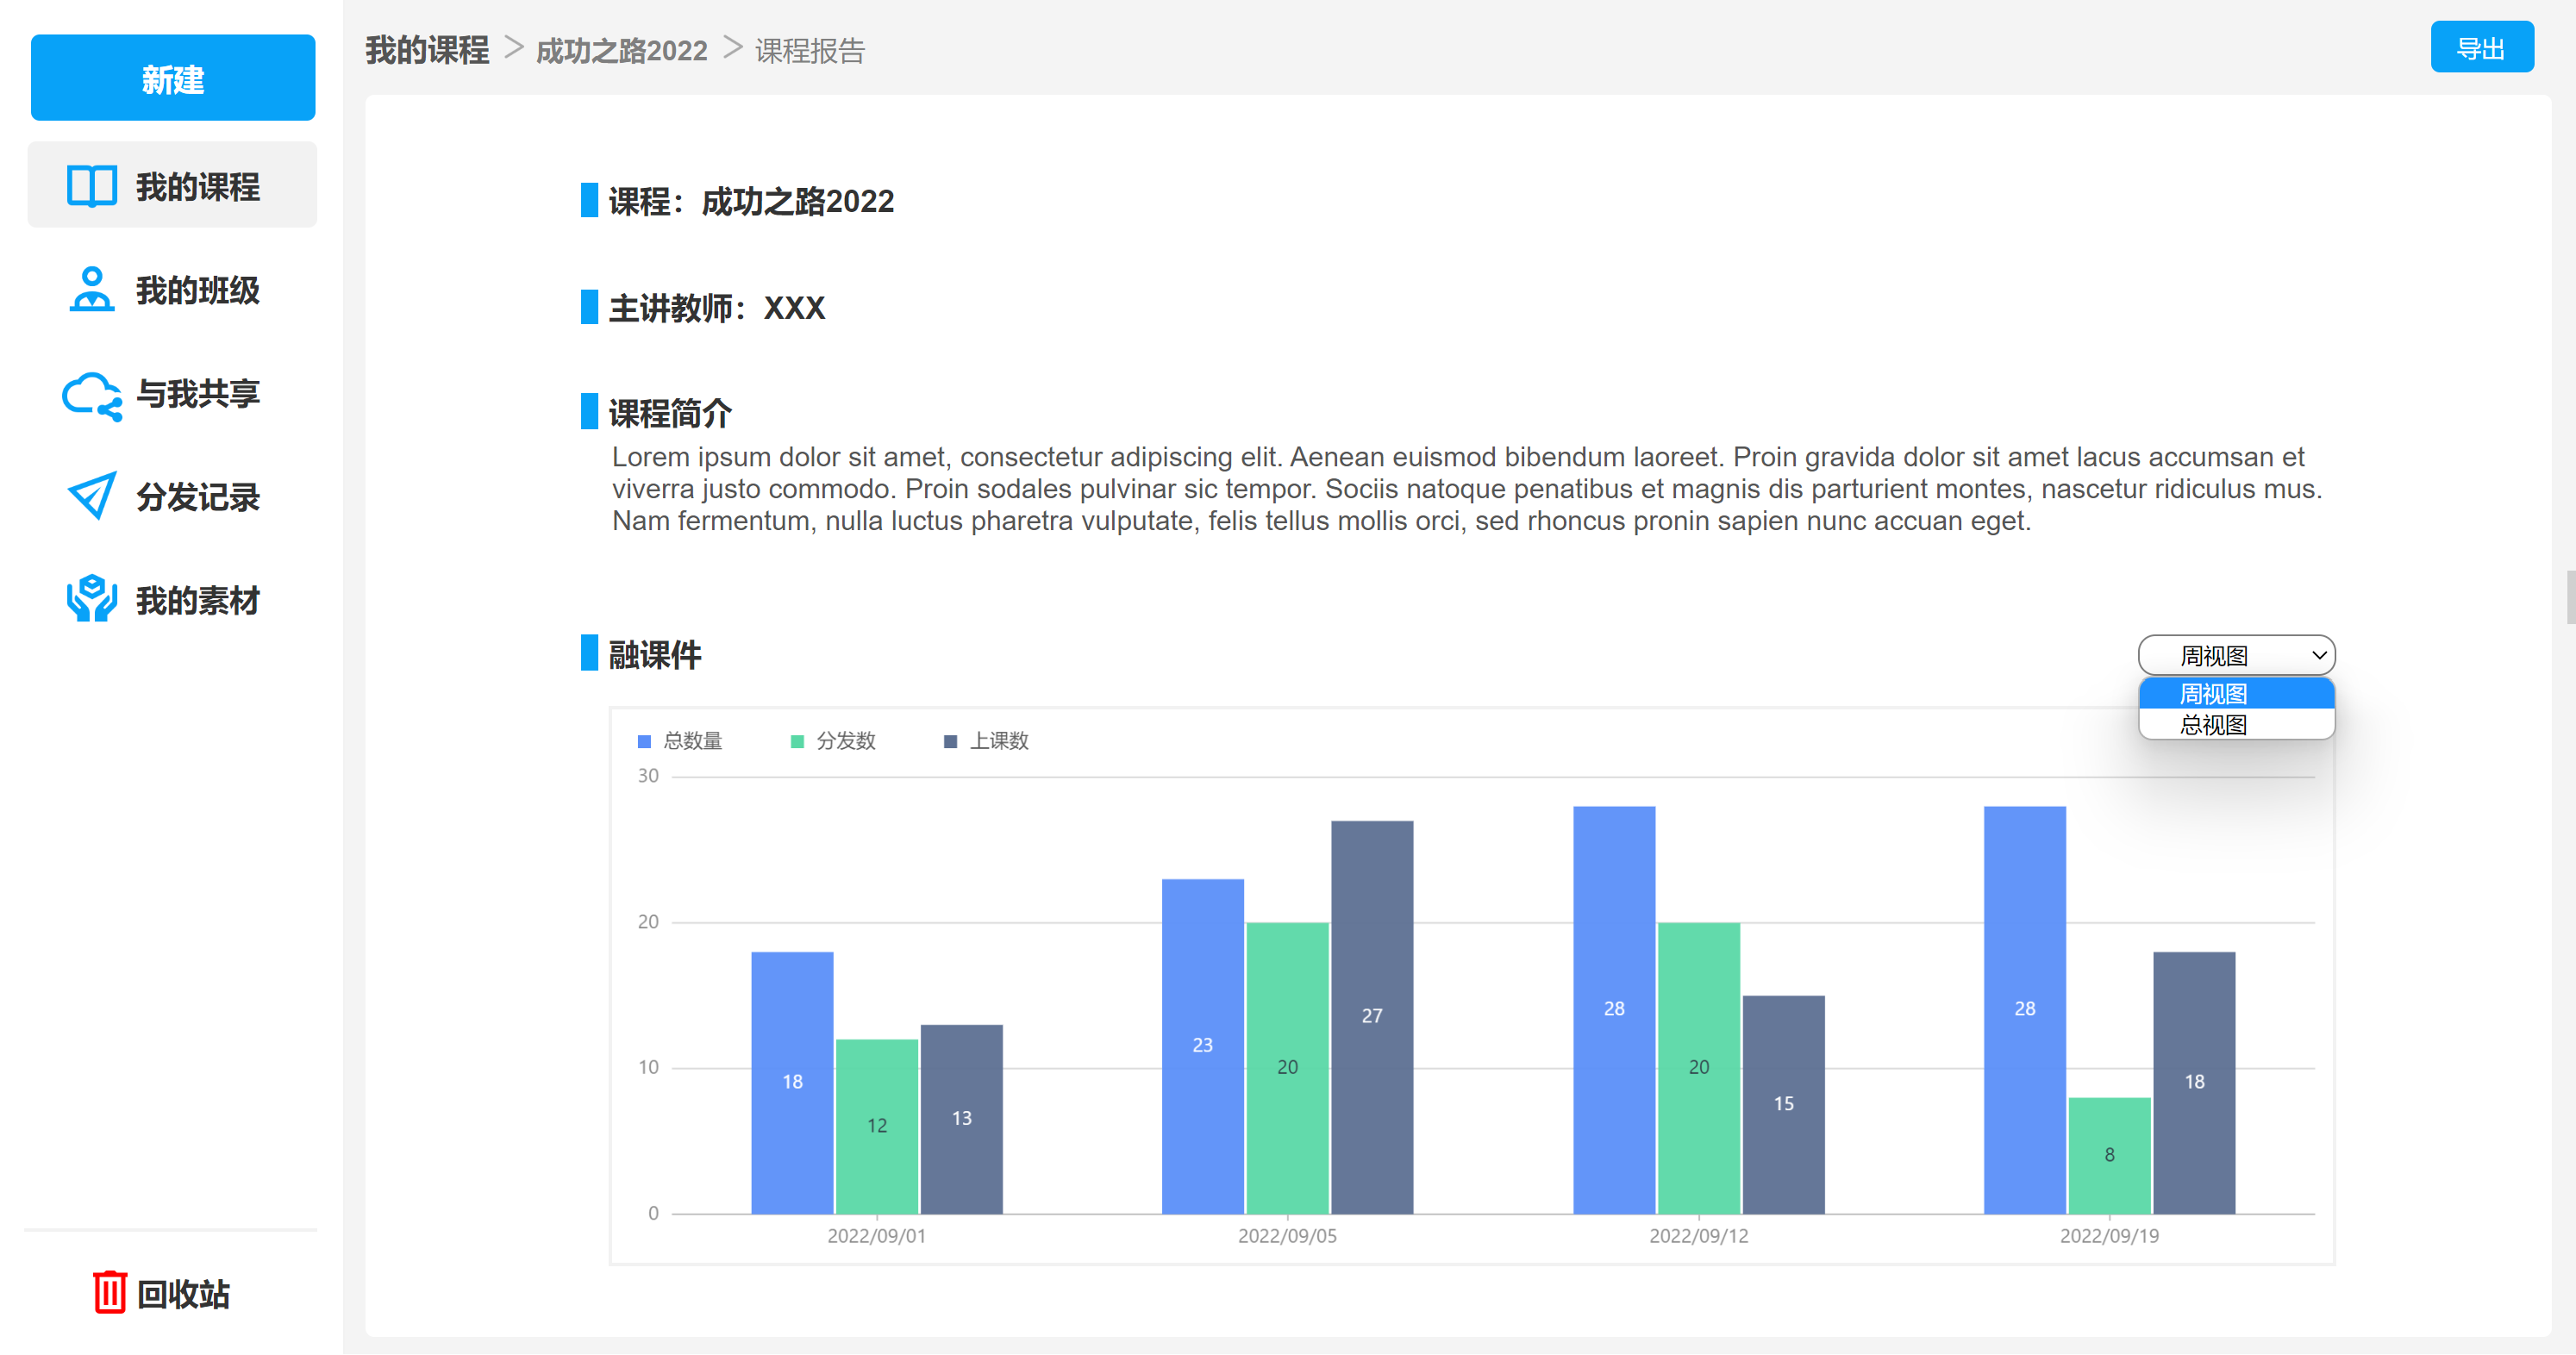 新建
我的课程
我的班级
与我共享
分发记录
我的素材
回收站
我的课程 > 成功之路2022 > 课程报告
导出
课程：成功之路2022
主讲教师：XXX
课程简介
Lorem ipsum dolor sit amet, consectetur adipiscing elit. Aenean euismod bibendum laoreet. Proin gravida dolor sit amet lacus accumsan et
viverra justo commodo. Proin sodales pulvinar sic tempor. Sociis natoque penatibus et magnis dis parturient montes, nascetur ridiculus mus.
Nam fermentum, nulla luctus pharetra vulputate, felis tellus mollis orci, sed rhoncus pronin sapien nunc accuan eget.
融课件
周视图
周视图
总视图
总数量 分发数 上课数
30
20
10
0
18 12 13
23 20 27
28 20 15
28 8 18
2022/09/01 2022/09/05 2022/09/12 2022/09/19